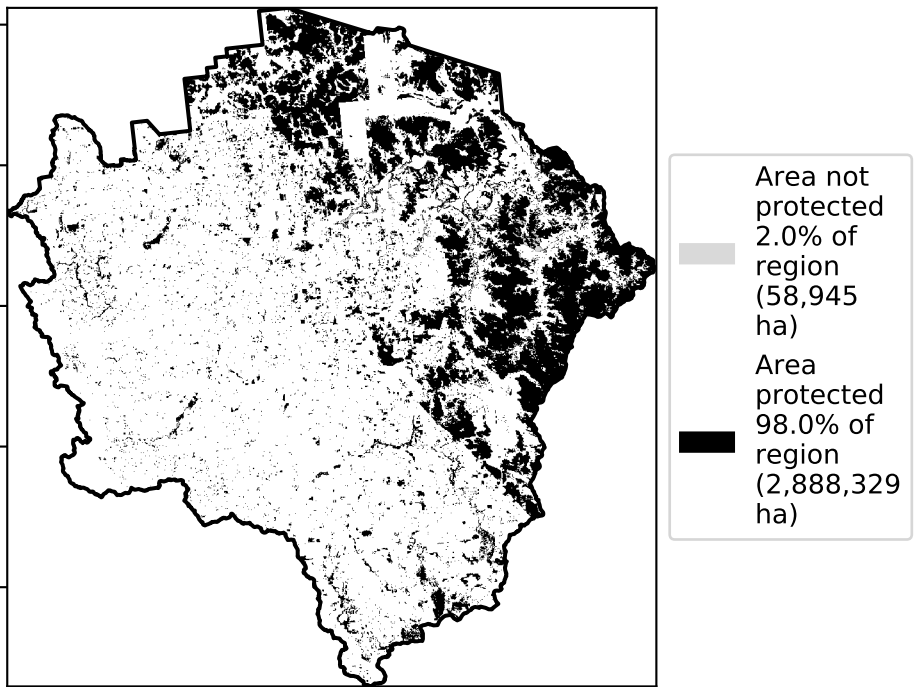 Area not
protected
2.0% of
region
(58,945
ha)
Area
protected
98.0% of
region
(2,888,329
ha)